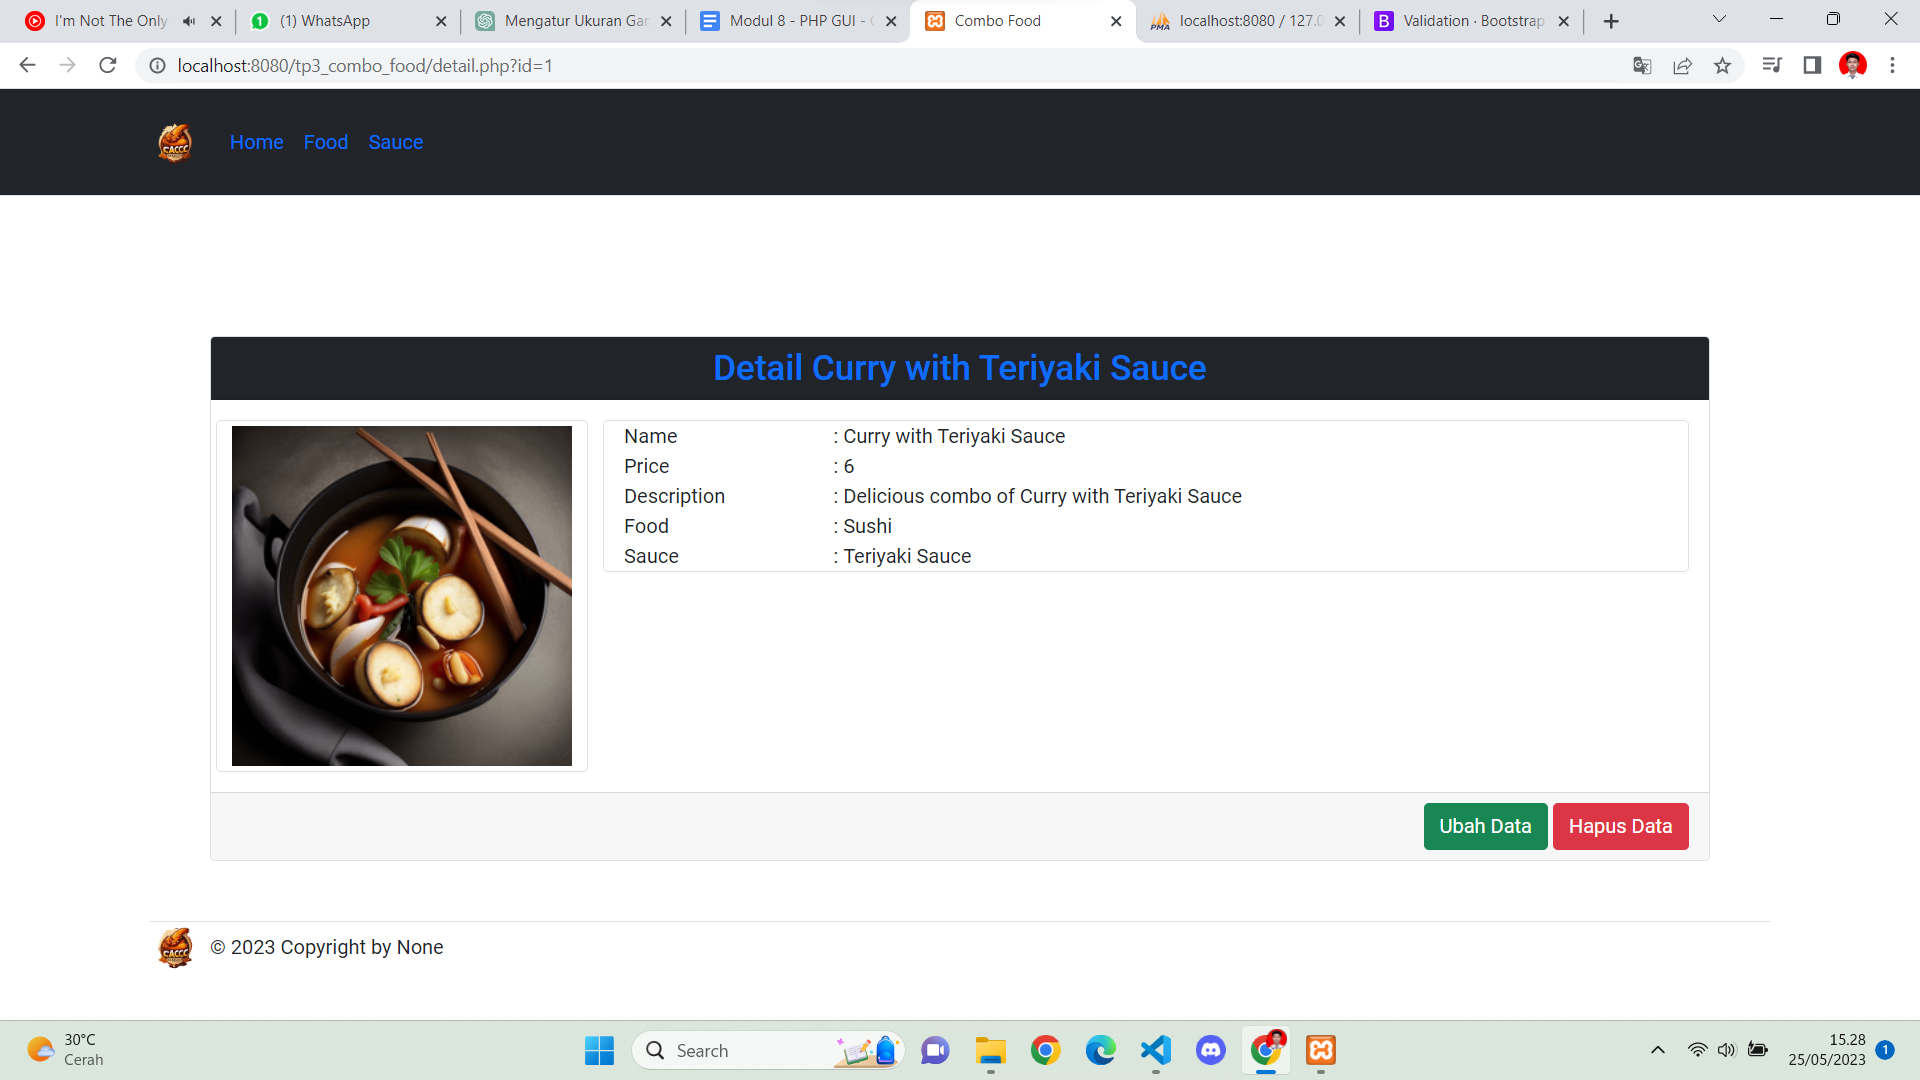 I'm Not The Only
(1) WhatsApp
Mengatur Ukuran Gar
Modul 8 - PHP GUI -
Combo Food
localhost:8080 / 127.0
Validation · Bootstrap
localhost:8080/tp3_combo_food/detail.php?id=1
CACCC
Home
Food
Sauce
Detail Curry with Teriyaki Sauce
Name : Curry with Teriyaki Sauce
Price : 6
Description : Delicious combo of Curry with Teriyaki Sauce
Food : Sushi
Sauce : Teriyaki Sauce
Ubah Data
Hapus Data
CACCC
© 2023 Copyright by None
30°C
Cerah
Search
15.28
25/05/2023
1